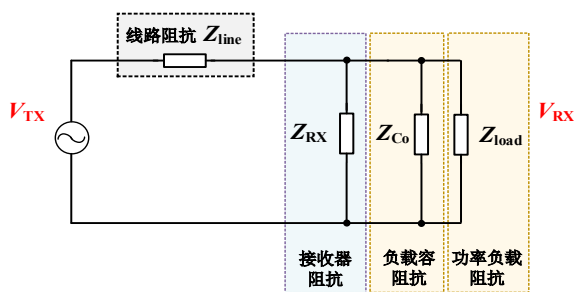 线路阻抗 Zline
VTX
ZRX
ZCo
Zload
VRX
接收器
阻抗
负载容
阻抗
功率负载
阻抗